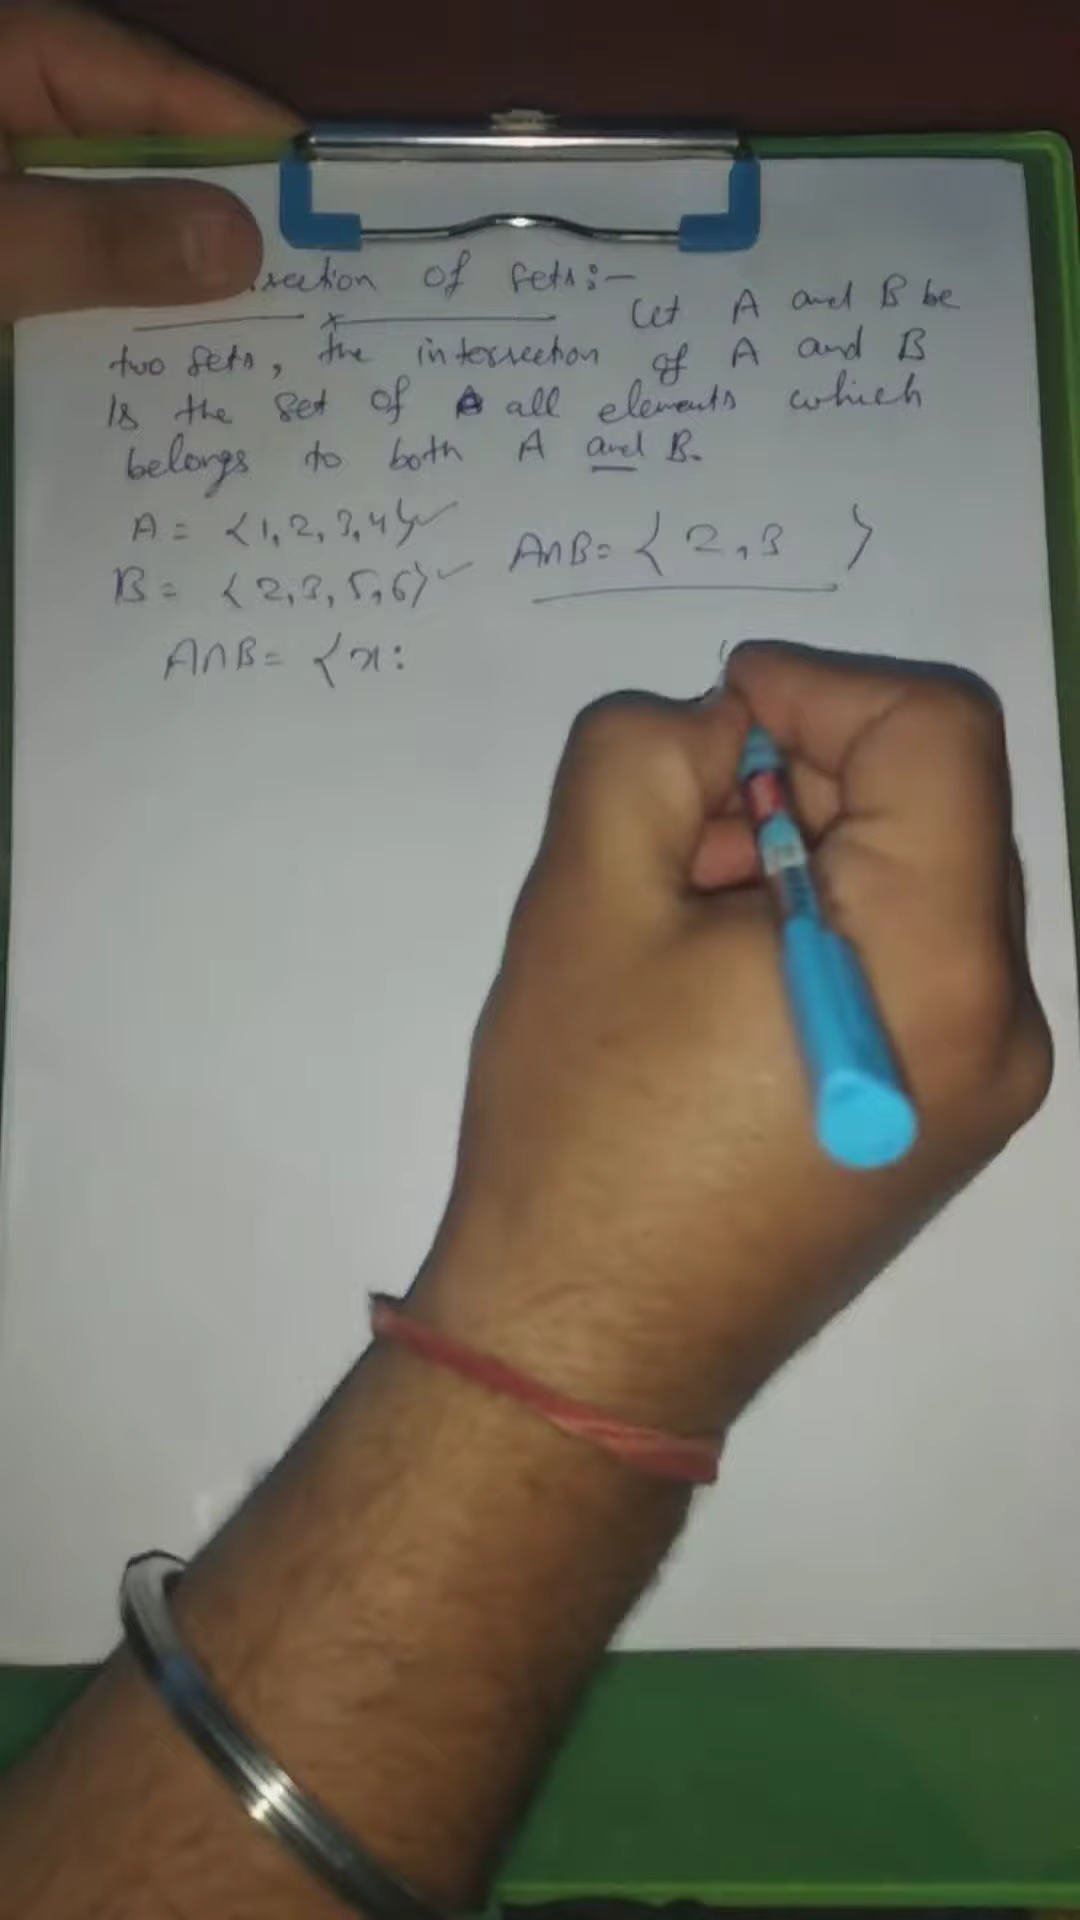 of Sets:-
Let A and B be
two sets, the intersection of A and B
Is the set of all elements which
belongs to both A and B.
A = {1, 2, 3, 4}
B = {2, 3, 5, 6}
A∩B = {2, 3 }
A∩B = {x: